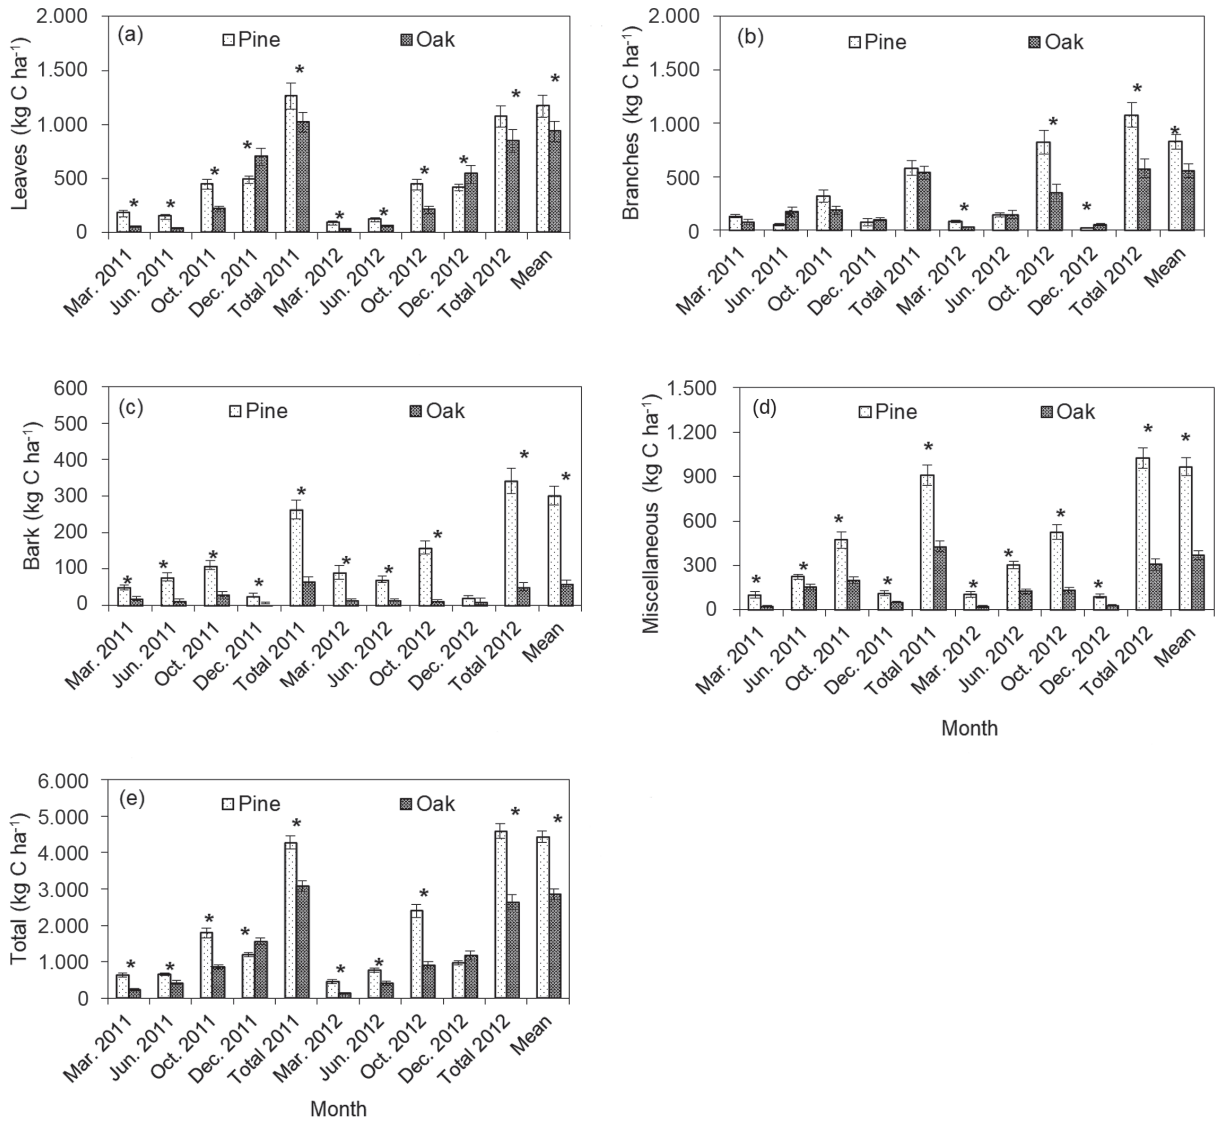 (a)
Pine
Oak
Leaves (kg C ha⁻¹)
2.000
1.500
1.000
500
0
* * * * * * * * * * *
Mar. 2011
Jun. 2011
Oct. 2011
Dec. 2011
Total 2011
Mar. 2012
Jun. 2012
Oct. 2012
Dec. 2012
Total 2012
Mean
(b)
Pine
Oak
Branches (kg C ha⁻¹)
2.000
1.500
1.000
500
0
* * * * *
Mar. 2011
Jun. 2011
Oct. 2011
Dec. 2011
Total 2011
Mar. 2012
Jun. 2012
Oct. 2012
Dec. 2012
Total 2012
Mean
(c)
Pine
Oak
Bark (kg C ha⁻¹)
600
500
400
300
200
100
0
* * * * * * * * * *
Mar. 2011
Jun. 2011
Oct. 2011
Dec. 2011
Total 2011
Mar. 2012
Jun. 2012
Oct. 2012
Dec. 2012
Total 2012
Mean
(d)
Pine
Oak
Miscellaneous (kg C ha⁻¹)
1.500
1.200
900
600
300
0
* * * * * * * * * * *
Mar. 2011
Jun. 2011
Oct. 2011
Dec. 2011
Total 2011
Mar. 2012
Jun. 2012
Oct. 2012
Dec. 2012
Total 2012
Mean
Month
(e)
Pine
Oak
Total (kg C ha⁻¹)
6.000
5.000
4.000
3.000
2.000
1.000
0
* * * * * * * * * *
Mar. 2011
Jun. 2011
Oct. 2011
Dec. 2011
Total 2011
Mar. 2012
Jun. 2012
Oct. 2012
Dec. 2012
Total 2012
Mean
Month